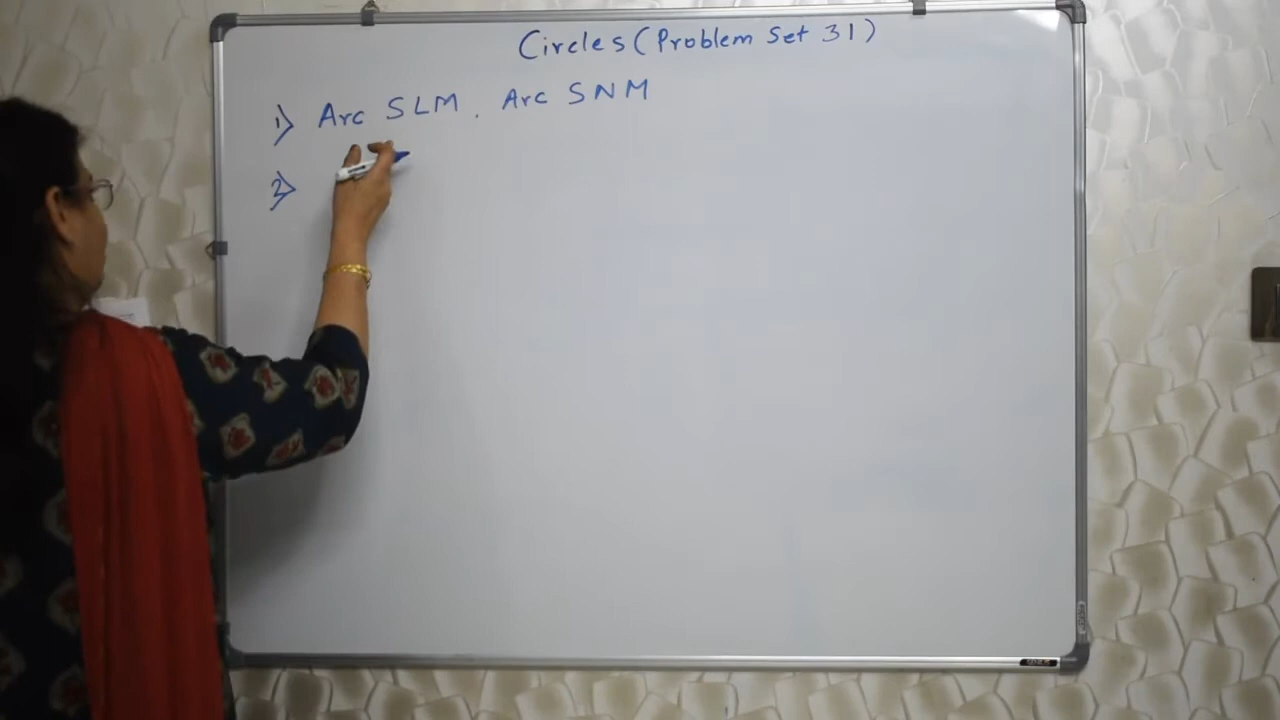 Circles (Problem Set 31)
1) Arc SLM, Arc SNM
2)